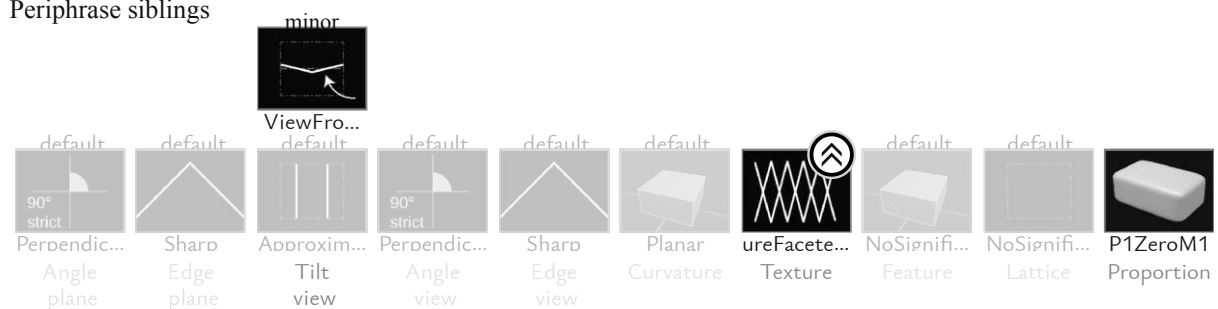 Periphrase siblings
minor
ViewFro...
default default default default default default default default
90° strict 90° strict
Perpendic... Sharp Approxim... Perpendic... Sharp Planar ureFacete... NoSignifi... NoSignifi... P1ZeroM1
Angle Edge Tilt Angle Edge Curvature Texture Feature Lattice Proportion
plane plane view view view